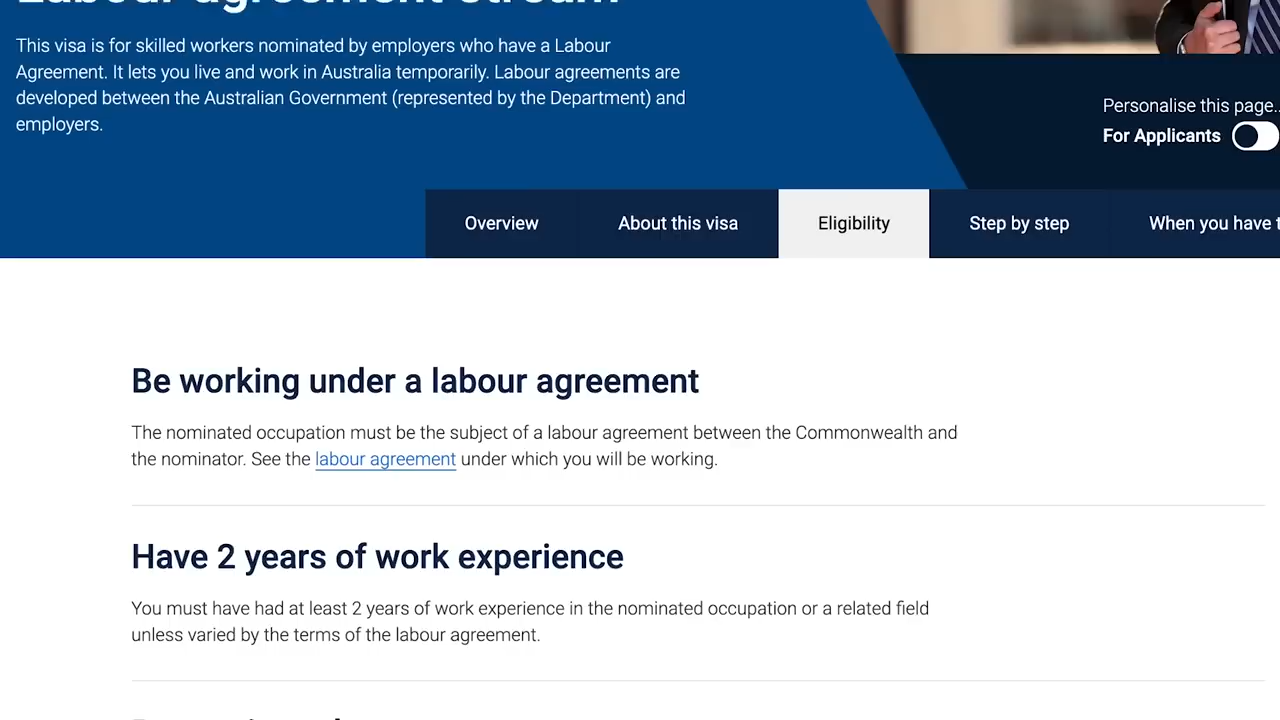 Labour agreement stream
This visa is for skilled workers nominated by employers who have a Labour
Agreement. It lets you live and work in Australia temporarily. Labour agreements are
developed between the Australian Government (represented by the Department) and
employers.
Personalise this page..
For Applicants
Overview
About this visa
Eligibility
Step by step
When you have t
Be working under a labour agreement
The nominated occupation must be the subject of a labour agreement between the Commonwealth and
the nominator. See the labour agreement under which you will be working.
Have 2 years of work experience
You must have had at least 2 years of work experience in the nominated occupation or a related field
unless varied by the terms of the labour agreement.